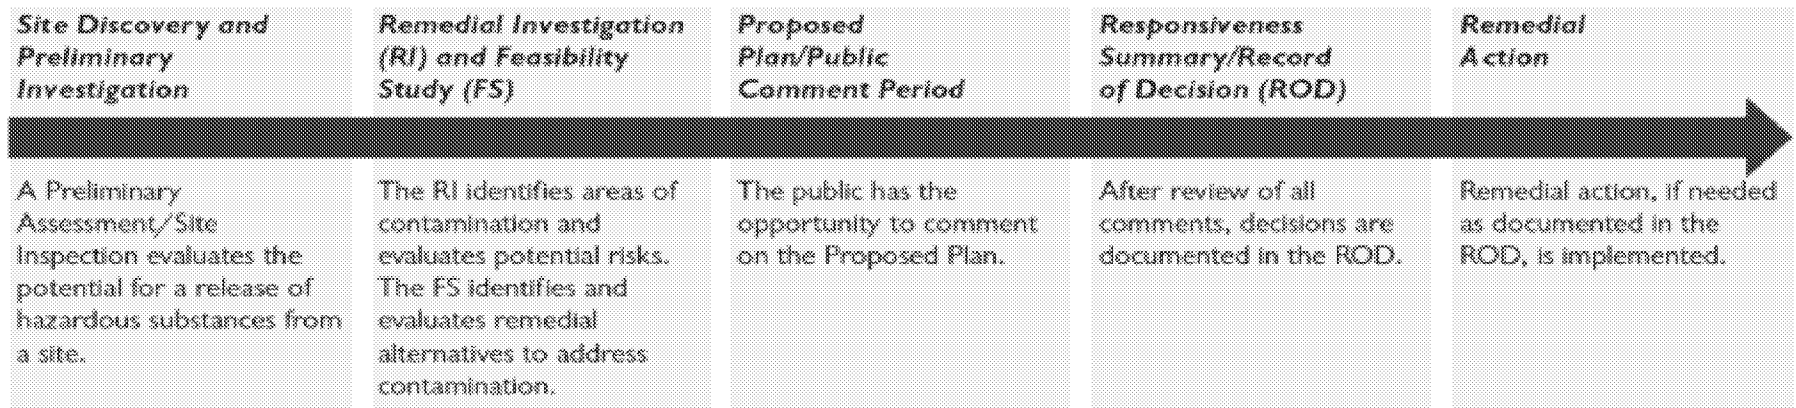 Site Discovery and
Preliminary
Investigation
Remedial Investigation
(RI) and Feasibility
Study (FS)
Proposed
Plan/Public
Comment Period
Responsiveness
Summary/Record
of Decision (ROD)
Remedial
Action
A Preliminary
Assessment/Site
Inspection evaluates the
potential for a release of
hazardous substances from
a site.
The RI identifies areas of
contamination and
evaluates potential risks.
The FS identifies and
evaluates remedial
alternatives to address
contamination.
The public has the
opportunity to comment
on the Proposed Plan.
After review of all
comments, decisions are
documented in the ROD.
Remedial action, if needed
as documented in the
ROD, is implemented.